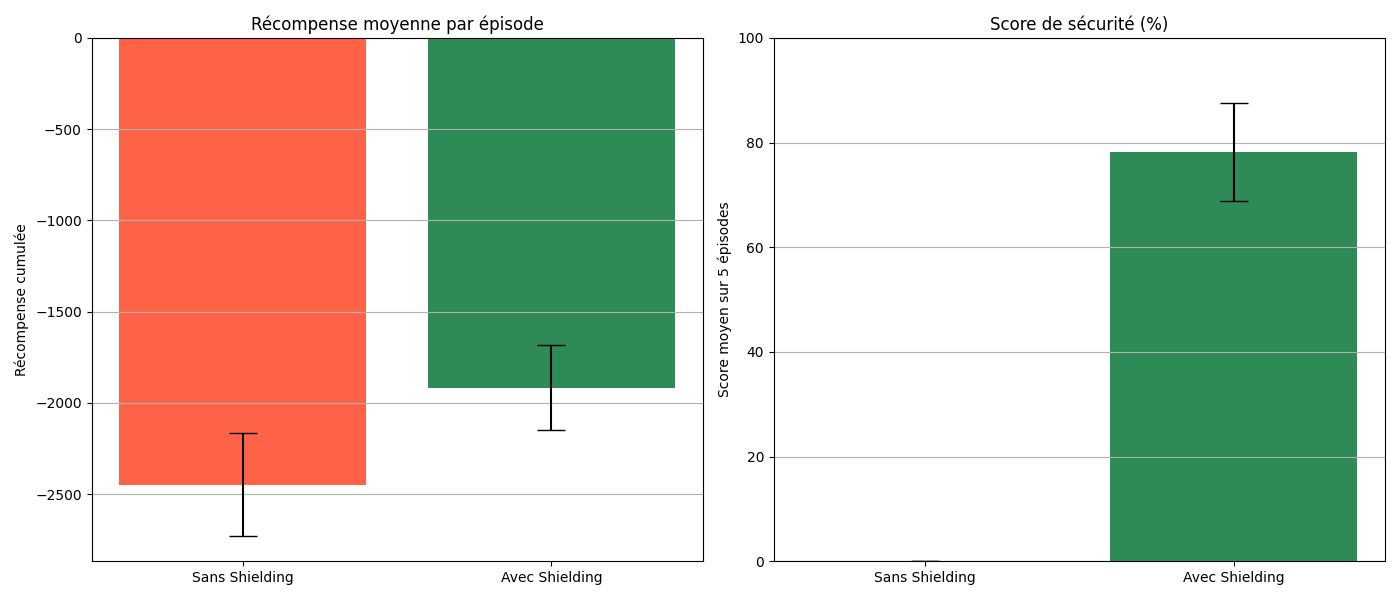 Récompense moyenne par épisode
Récompense cumulée
0
−500
−1000
−1500
−2000
−2500
Sans Shielding
Avec Shielding
Score de sécurité (%)
Score moyen sur 5 épisodes
100
80
60
40
20
0
Sans Shielding
Avec Shielding